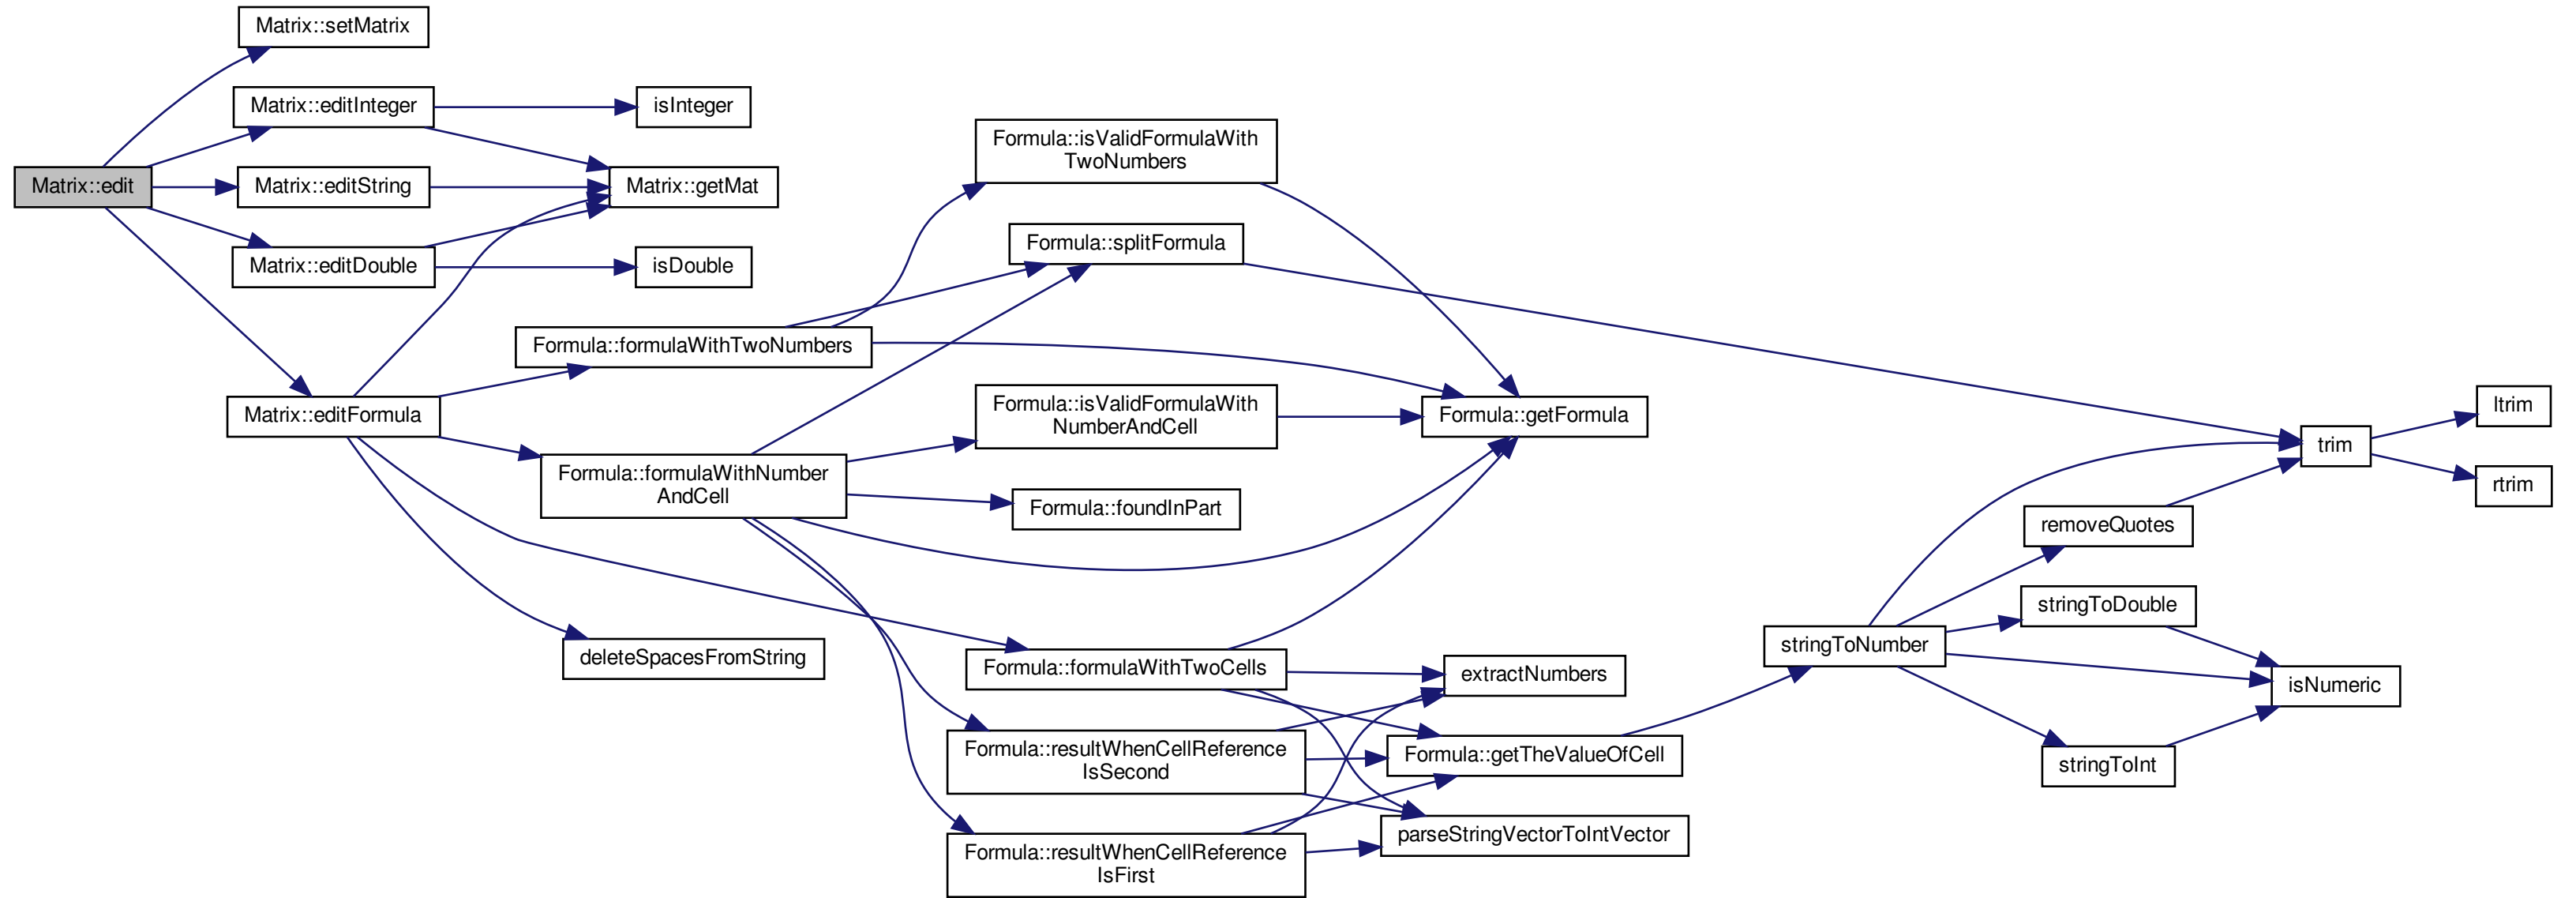 Matrix::edit
Matrix::setMatrix
Matrix::editInteger
Matrix::editString
Matrix::editDouble
Matrix::editFormula
isInteger
Matrix::getMat
isDouble
Formula::formulaWithTwoNumbers
Formula::formulaWithNumber
AndCell
deleteSpacesFromString
Formula::isValidFormulaWith
TwoNumbers
Formula::splitFormula
Formula::isValidFormulaWith
NumberAndCell
Formula::foundInPart
Formula::formulaWithTwoCells
Formula::resultWhenCellReference
IsSecond
Formula::resultWhenCellReference
IsFirst
Formula::getFormula
extractNumbers
Formula::getTheValueOfCell
parseStringVectorToIntVector
stringToNumber
removeQuotes
stringToDouble
stringToInt
trim
isNumeric
ltrim
rtrim